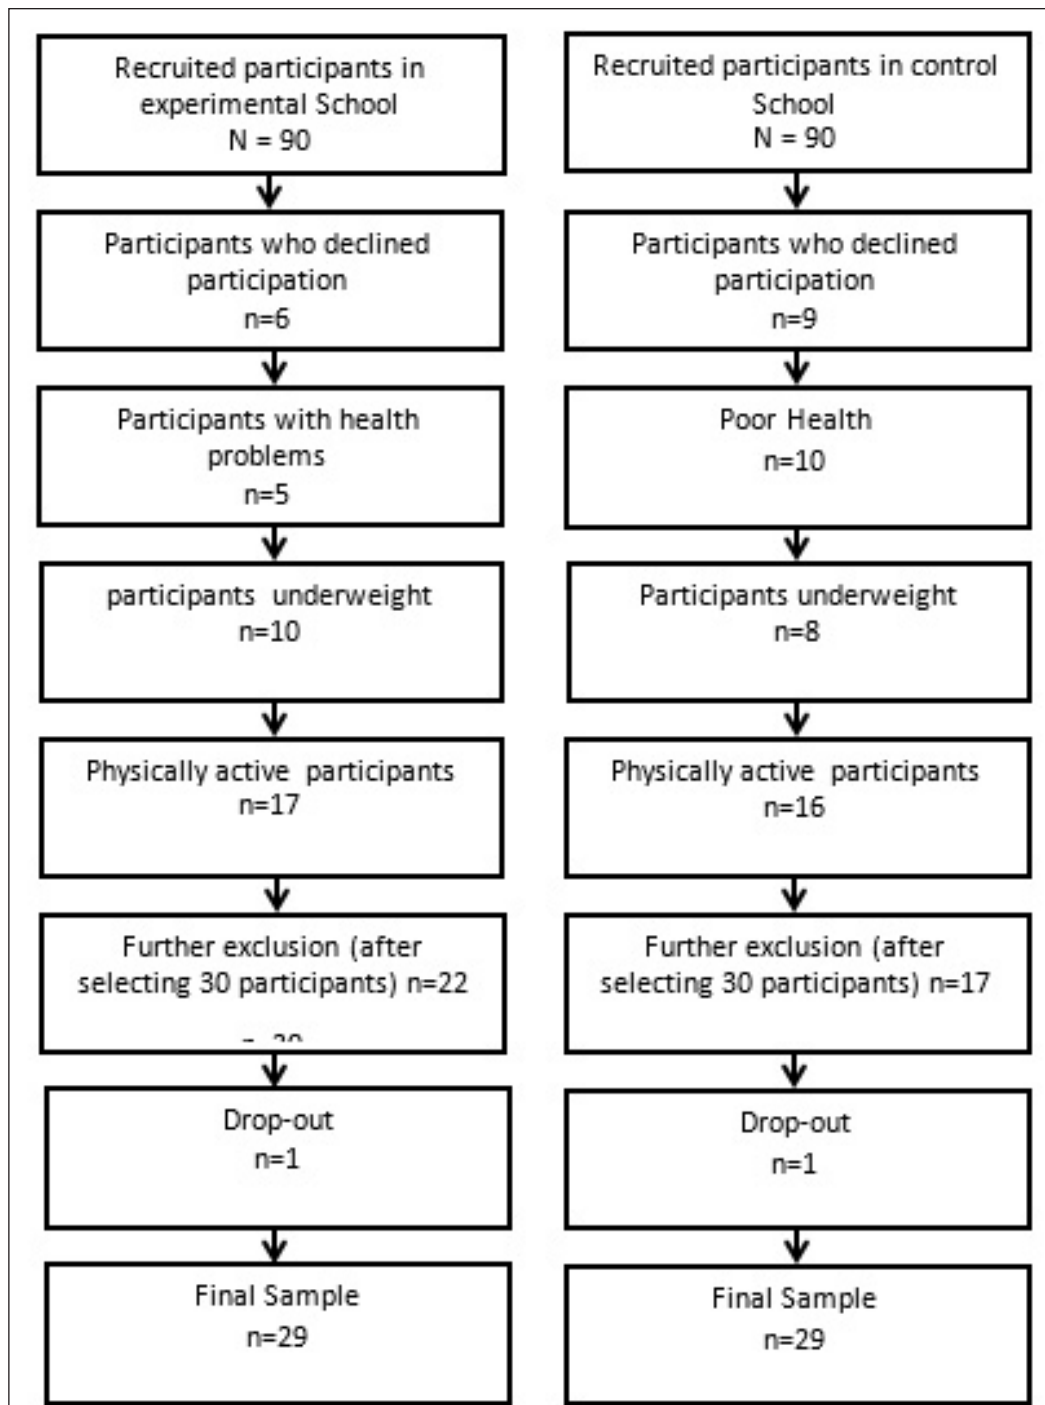 Recruited participants in
experimental School
N = 90
Participants who declined
participation
n=6
Participants with health
problems
n=5
participants underweight
n=10
Physically active participants
n=17
Further exclusion (after
selecting 30 participants) n=22
Drop-out
n=1
Final Sample
n=29
Recruited participants in control
School
N = 90
Participants who declined
participation
n=9
Poor Health
n=10
Participants underweight
n=8
Physically active participants
n=16
Further exclusion (after
selecting 30 participants) n=17
Drop-out
n=1
Final Sample
n=29